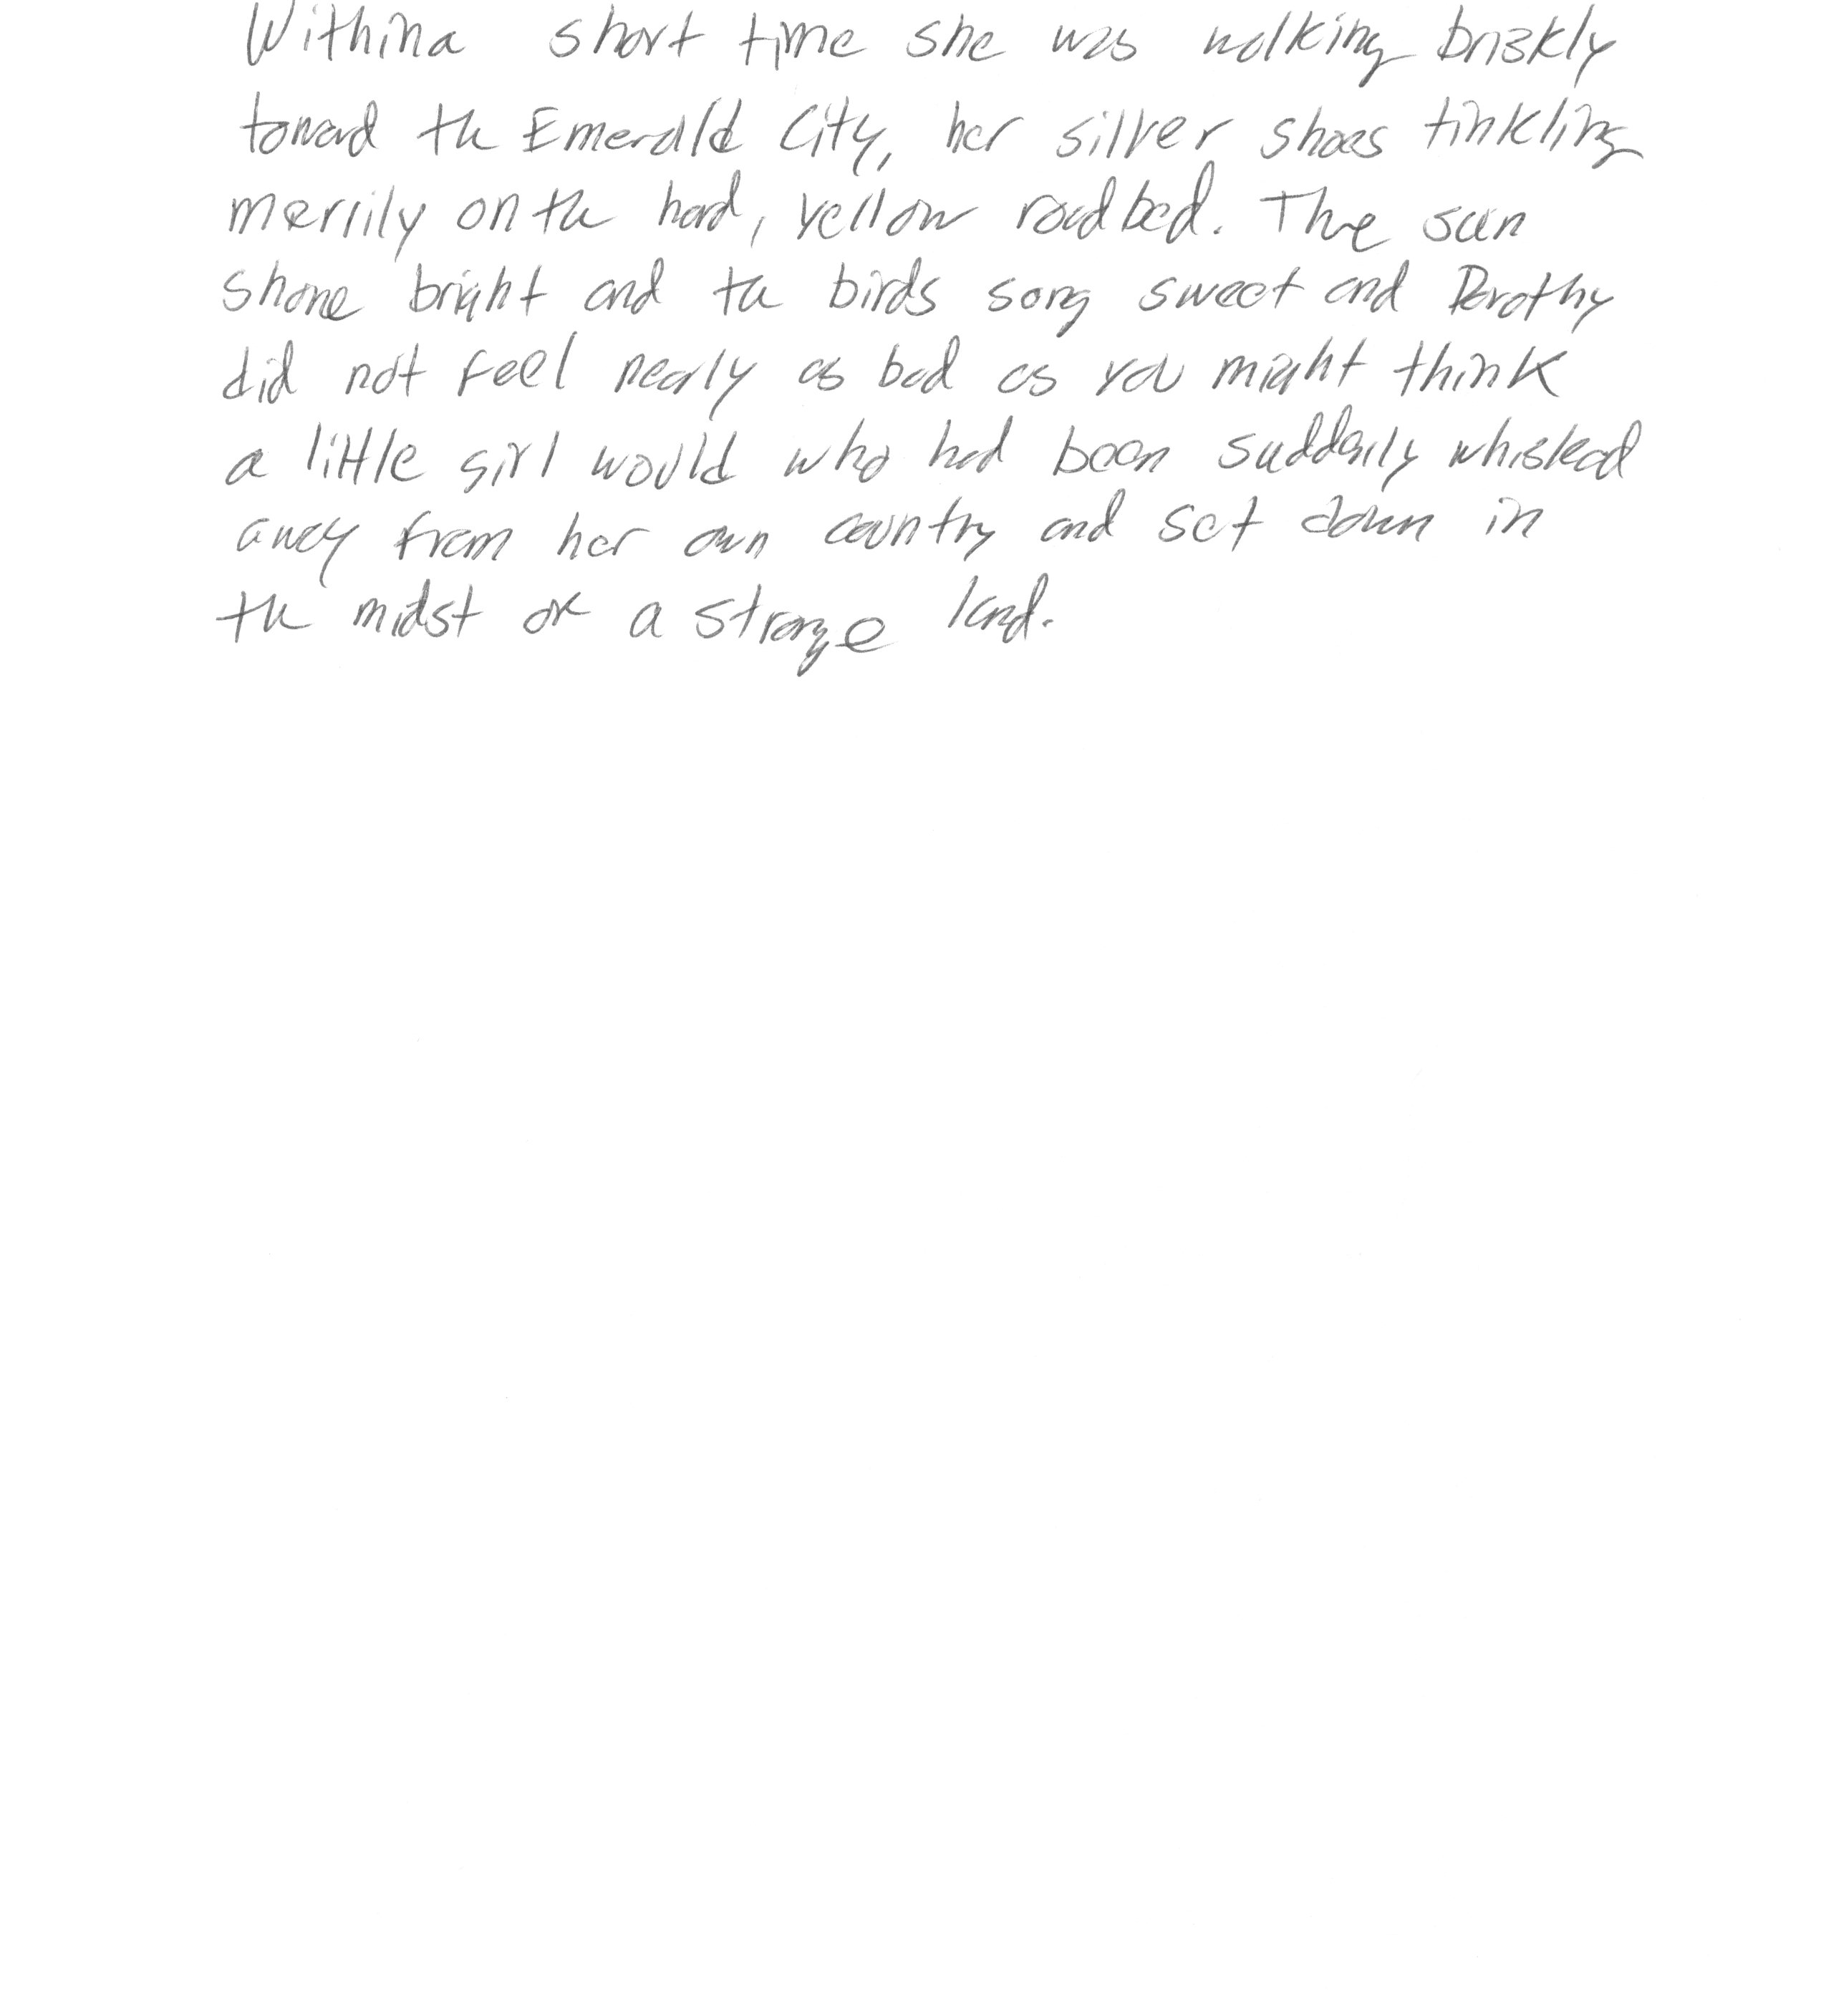 Within a short time she was walking briskly
toward the Emerald City, her silver shoes tinkling
merrily on the hard, yellow roadbed. The sun
shone bright and the birds song sweet and Dorothy
did not feel nearly as bad as you might think
a little girl would who had been suddenly whisked
away from her own country and set down in
the midst of a strange land.